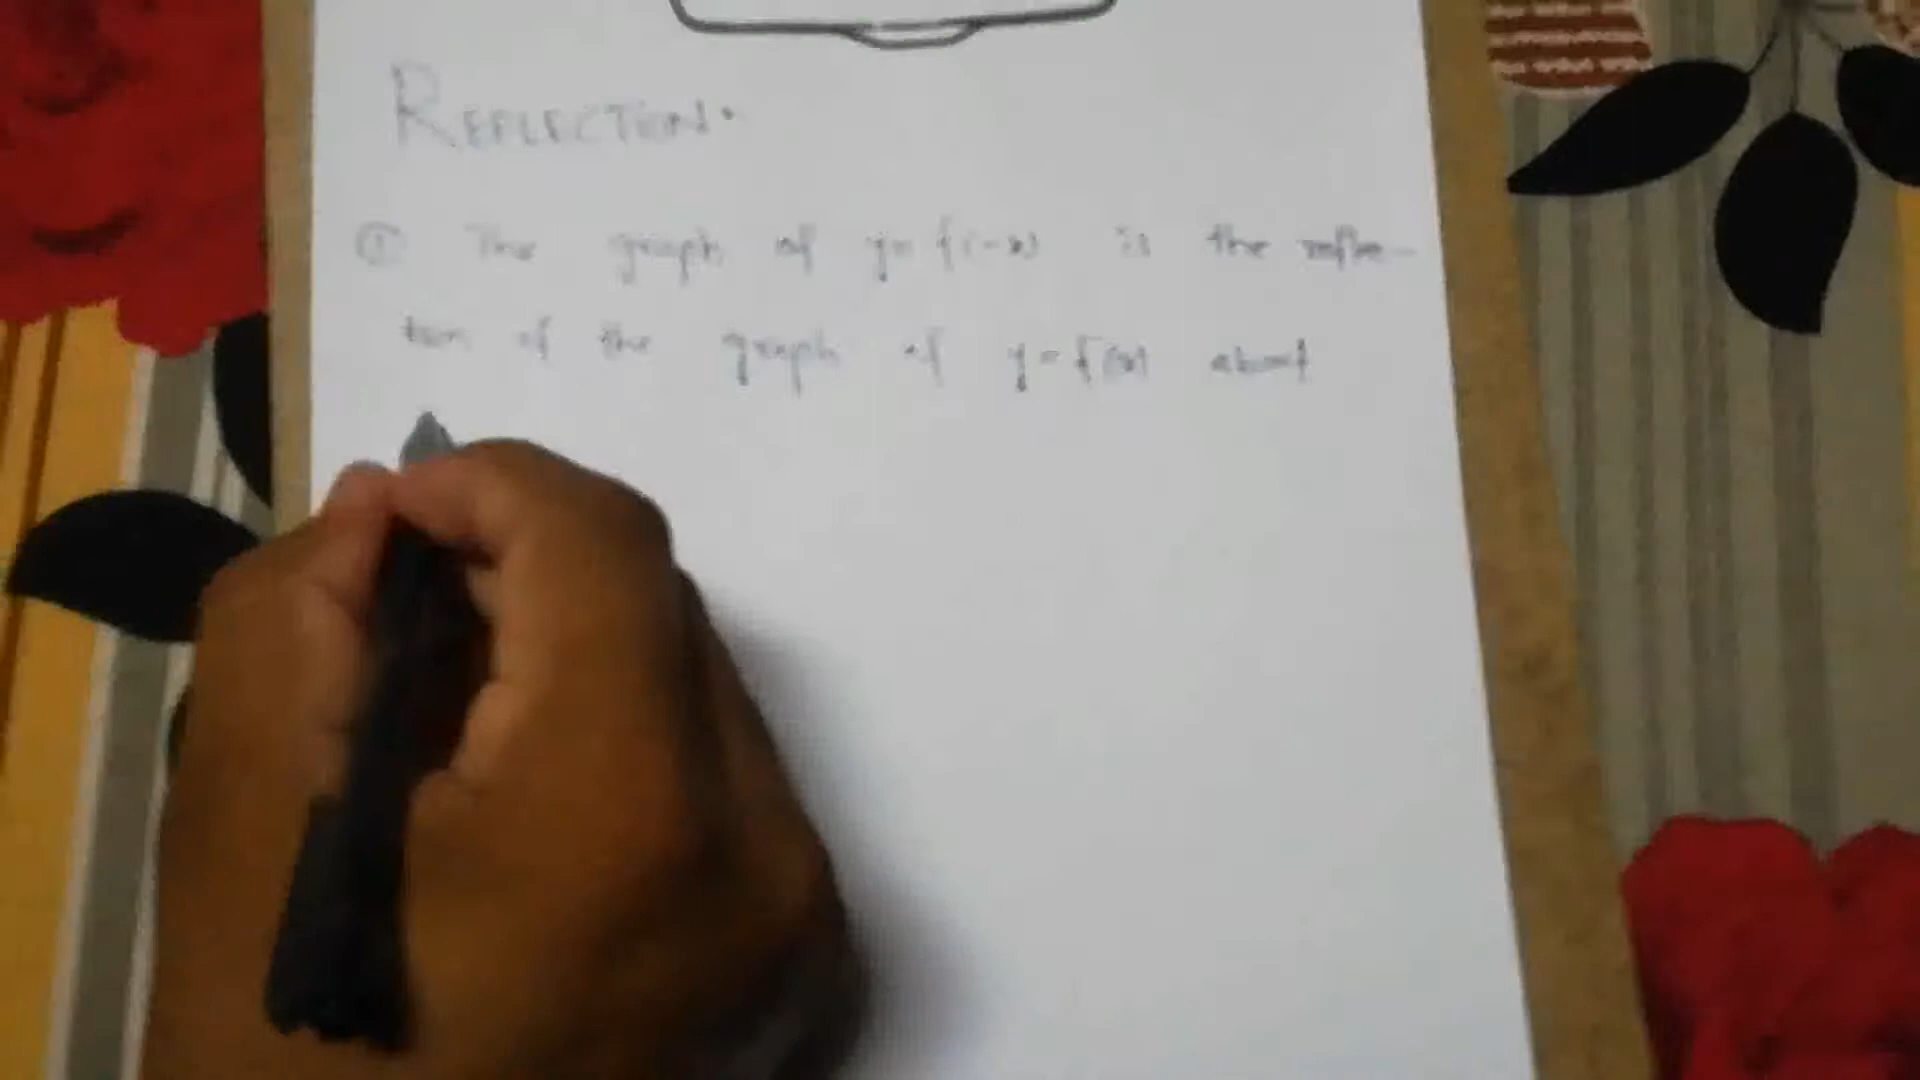 REFLECTION.
① The graph of y= f(-x) is the reflec-
tion of the graph of y=f(x) about